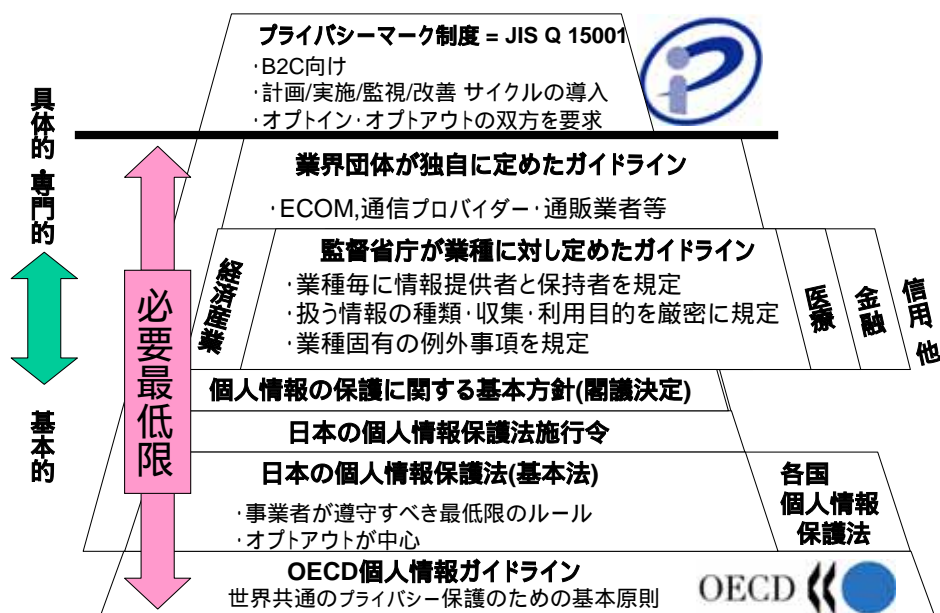 プライバシーマーク制度 = JIS Q 15001
・B2C向け
・計画/実施/監視/改善 サイクルの導入
・オプトイン・オプトアウトの双方を要求
具体的・専門的
基本的
必要最低限
業界団体が独自に定めたガイドライン
・ECOM,通信プロバイダー・通販業者等
経済産業
監督省庁が業種に対し定めたガイドライン
・業種毎に情報提供者と保持者を規定
・扱う情報の種類・収集・利用目的を厳密に規定
・業種固有の例外事項を規定
医療
金融
信用、他
個人情報の保護に関する基本方針(閣議決定)
日本の個人情報保護法施行令
日本の個人情報保護法(基本法)
・事業者が遵守すべき最低限のルール
・オプトアウトが中心
各国
個人情報
保護法
OECD個人情報ガイドライン
世界共通のプライバシー保護のための基本原則
OECD